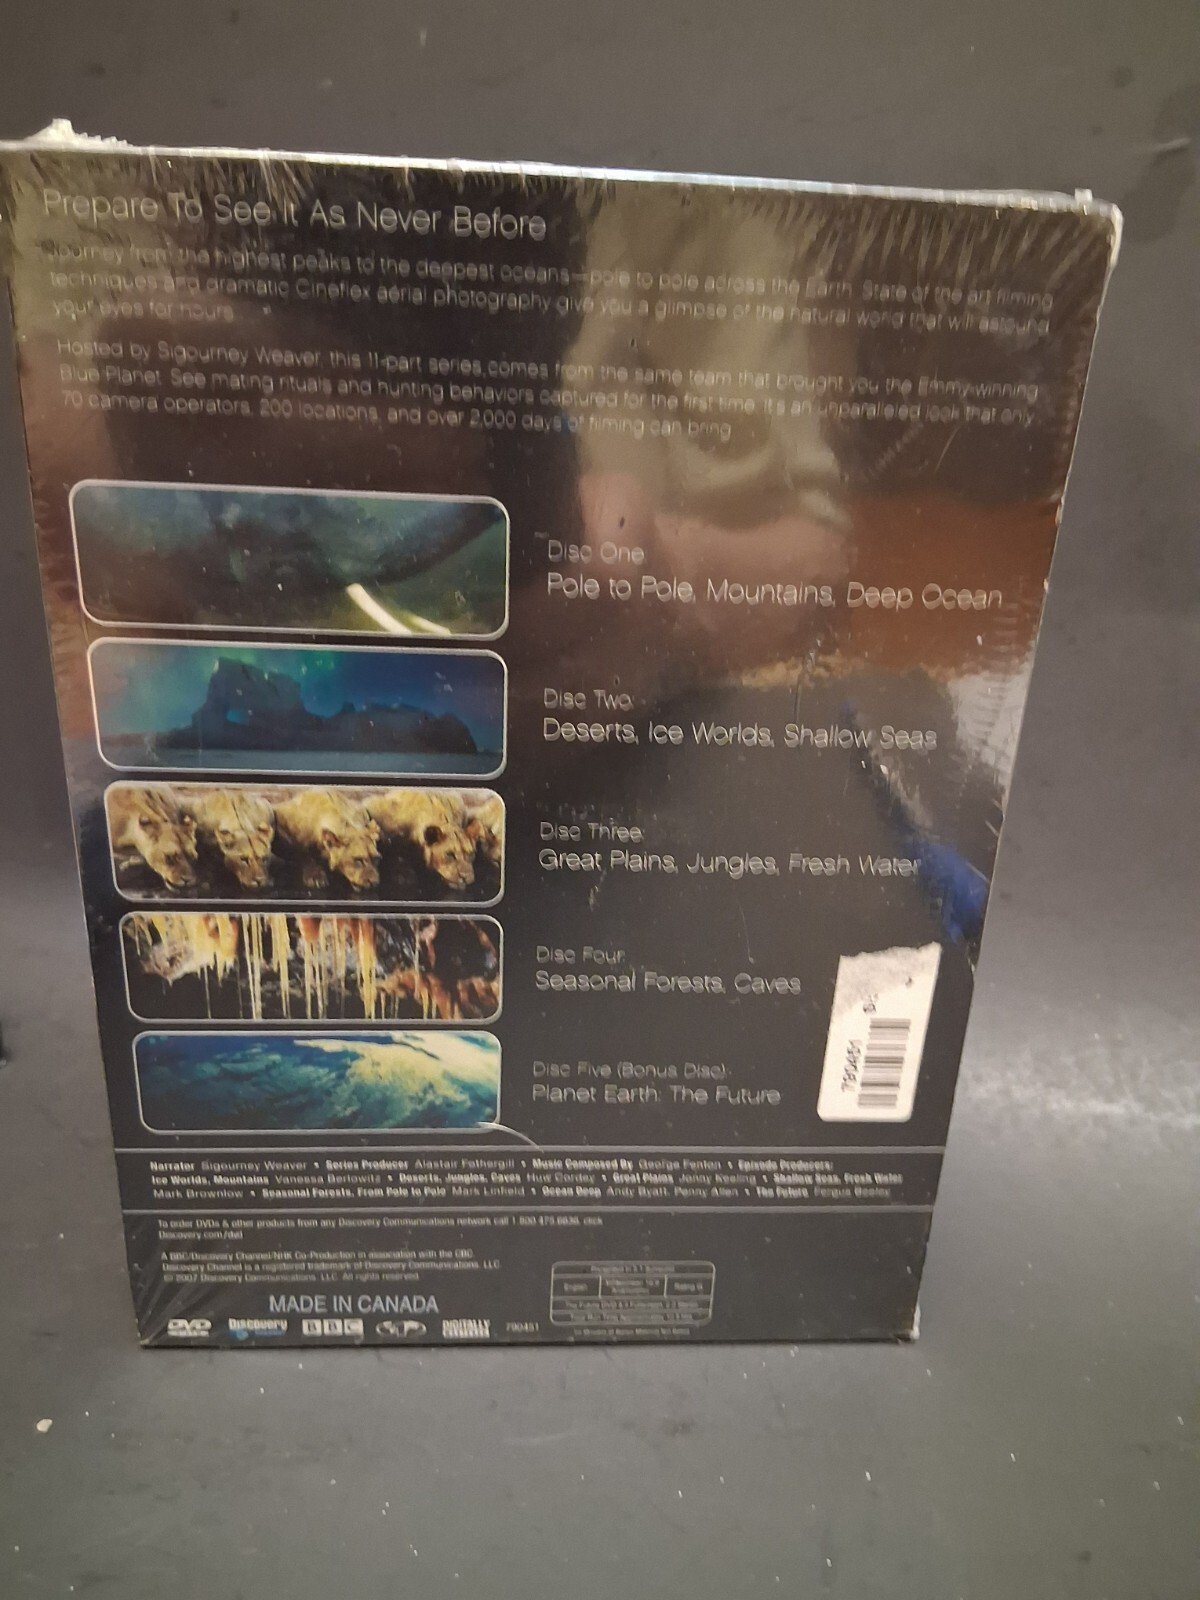 Prepare To See It As Never Before
Journey from the highest peaks to the deepest oceans—pole to pole across the Earth. State of the art filming
techniques and dramatic Cineflex aerial photography give you a glimpse of the natural world that will astound
your eyes for hours.
Hosted by Sigourney Weaver, this 11-part series comes from the same team that brought you the Emmy-winning
Blue Planet. See mating rituals and hunting behaviors captured for the first time. It's an unparalleled look that only
70 camera operators, 200 locations, and over 2,000 days of filming can bring.
Disc One:
Pole to Pole, Mountains, Deep Ocean
Disc Two:
Deserts, Ice Worlds, Shallow Seas
Disc Three:
Great Plains, Jungles, Fresh Water
Disc Four:
Seasonal Forests, Caves
Disc Five (Bonus Disc):
Planet Earth: The Future
Narrator Sigourney Weaver • Series Producer Alastair Fothergill • Music Composed By George Fenton • Episode Producers:
Ice Worlds, Mountains Vanessa Berlowitz • Deserts, Jungles, Caves Huw Cordey • Great Plains Jonny Keeling • Shallow Seas, Fresh Water
Mark Brownlow • Seasonal Forests, From Pole to Pole Mark Linfield • Ocean Deep Andy Byatt, Penny Allen • The Future Fergus Beeley
To order DVDs & other products from any Discovery Communications network call 1.800.475.6636, click
Discovery.com/dvd
A BBC/Discovery Channel/NHK Co-Production in association with the CBC.
Discovery Channel is a registered trademark of Discovery Communications, LLC.
© 2007 Discovery Communications, LLC. All rights reserved.
MADE IN CANADA
DVD Discovery BBC DIGITALLY 790451
English